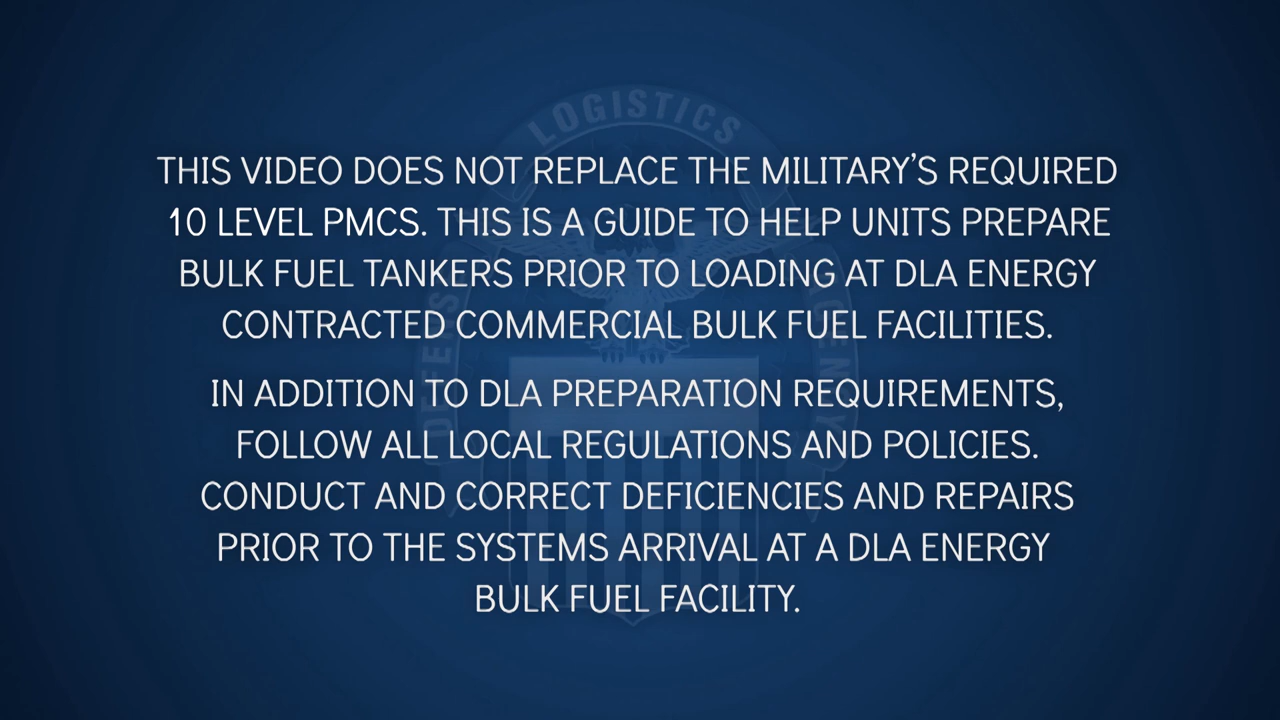 LOGISTICS
DEFENSE
AGENCY
THIS VIDEO DOES NOT REPLACE THE MILITARY'S REQUIRED
10 LEVEL PMCS. THIS IS A GUIDE TO HELP UNITS PREPARE
BULK FUEL TANKERS PRIOR TO LOADING AT DLA ENERGY
CONTRACTED COMMERCIAL BULK FUEL FACILITIES.
IN ADDITION TO DLA PREPARATION REQUIREMENTS,
FOLLOW ALL LOCAL REGULATIONS AND POLICIES.
CONDUCT AND CORRECT DEFICIENCIES AND REPAIRS
PRIOR TO THE SYSTEMS ARRIVAL AT A DLA ENERGY
BULK FUEL FACILITY.